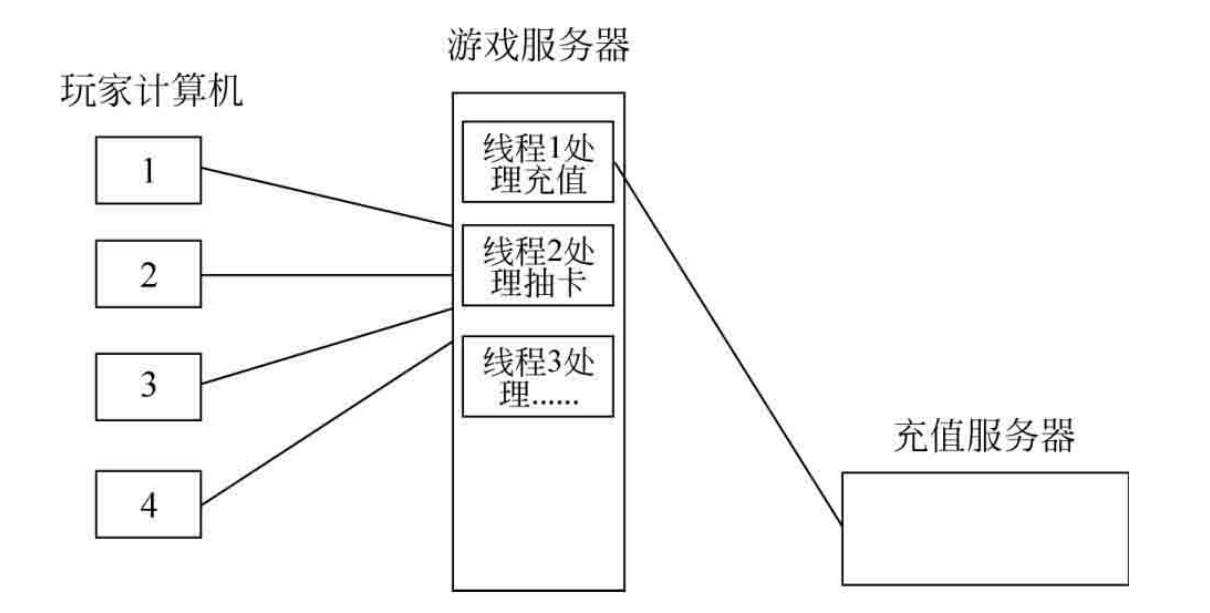 游戏服务器
玩家计算机
1
2
3
4
线程1处
理充值
线程2处
理抽卡
线程3处
理......
充值服务器